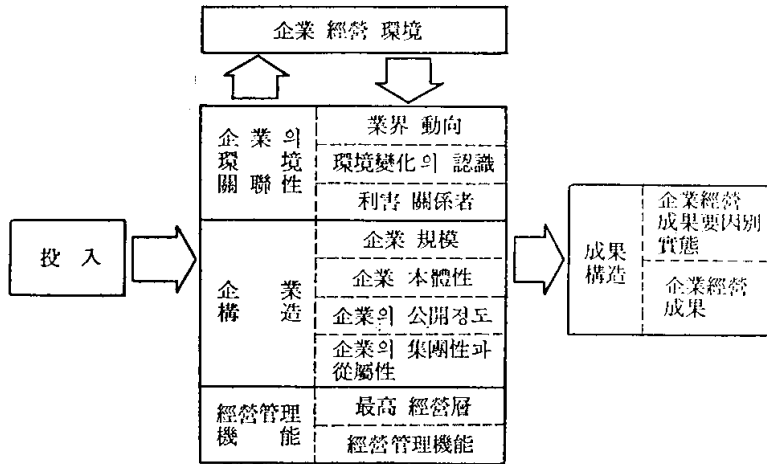 企業 經營 環境
企業의
環境
關聯性
業界 動向
環境變化의 認識
利害 關係者
投入
企業
構造
企業 規模
企業 本體性
企業의 公開정도
企業의 集團性과
從屬性
經營管理
機能
最高 經營層
經營管理機能
成果
構造
企業經營
成果要因別
實態
企業經營
成果